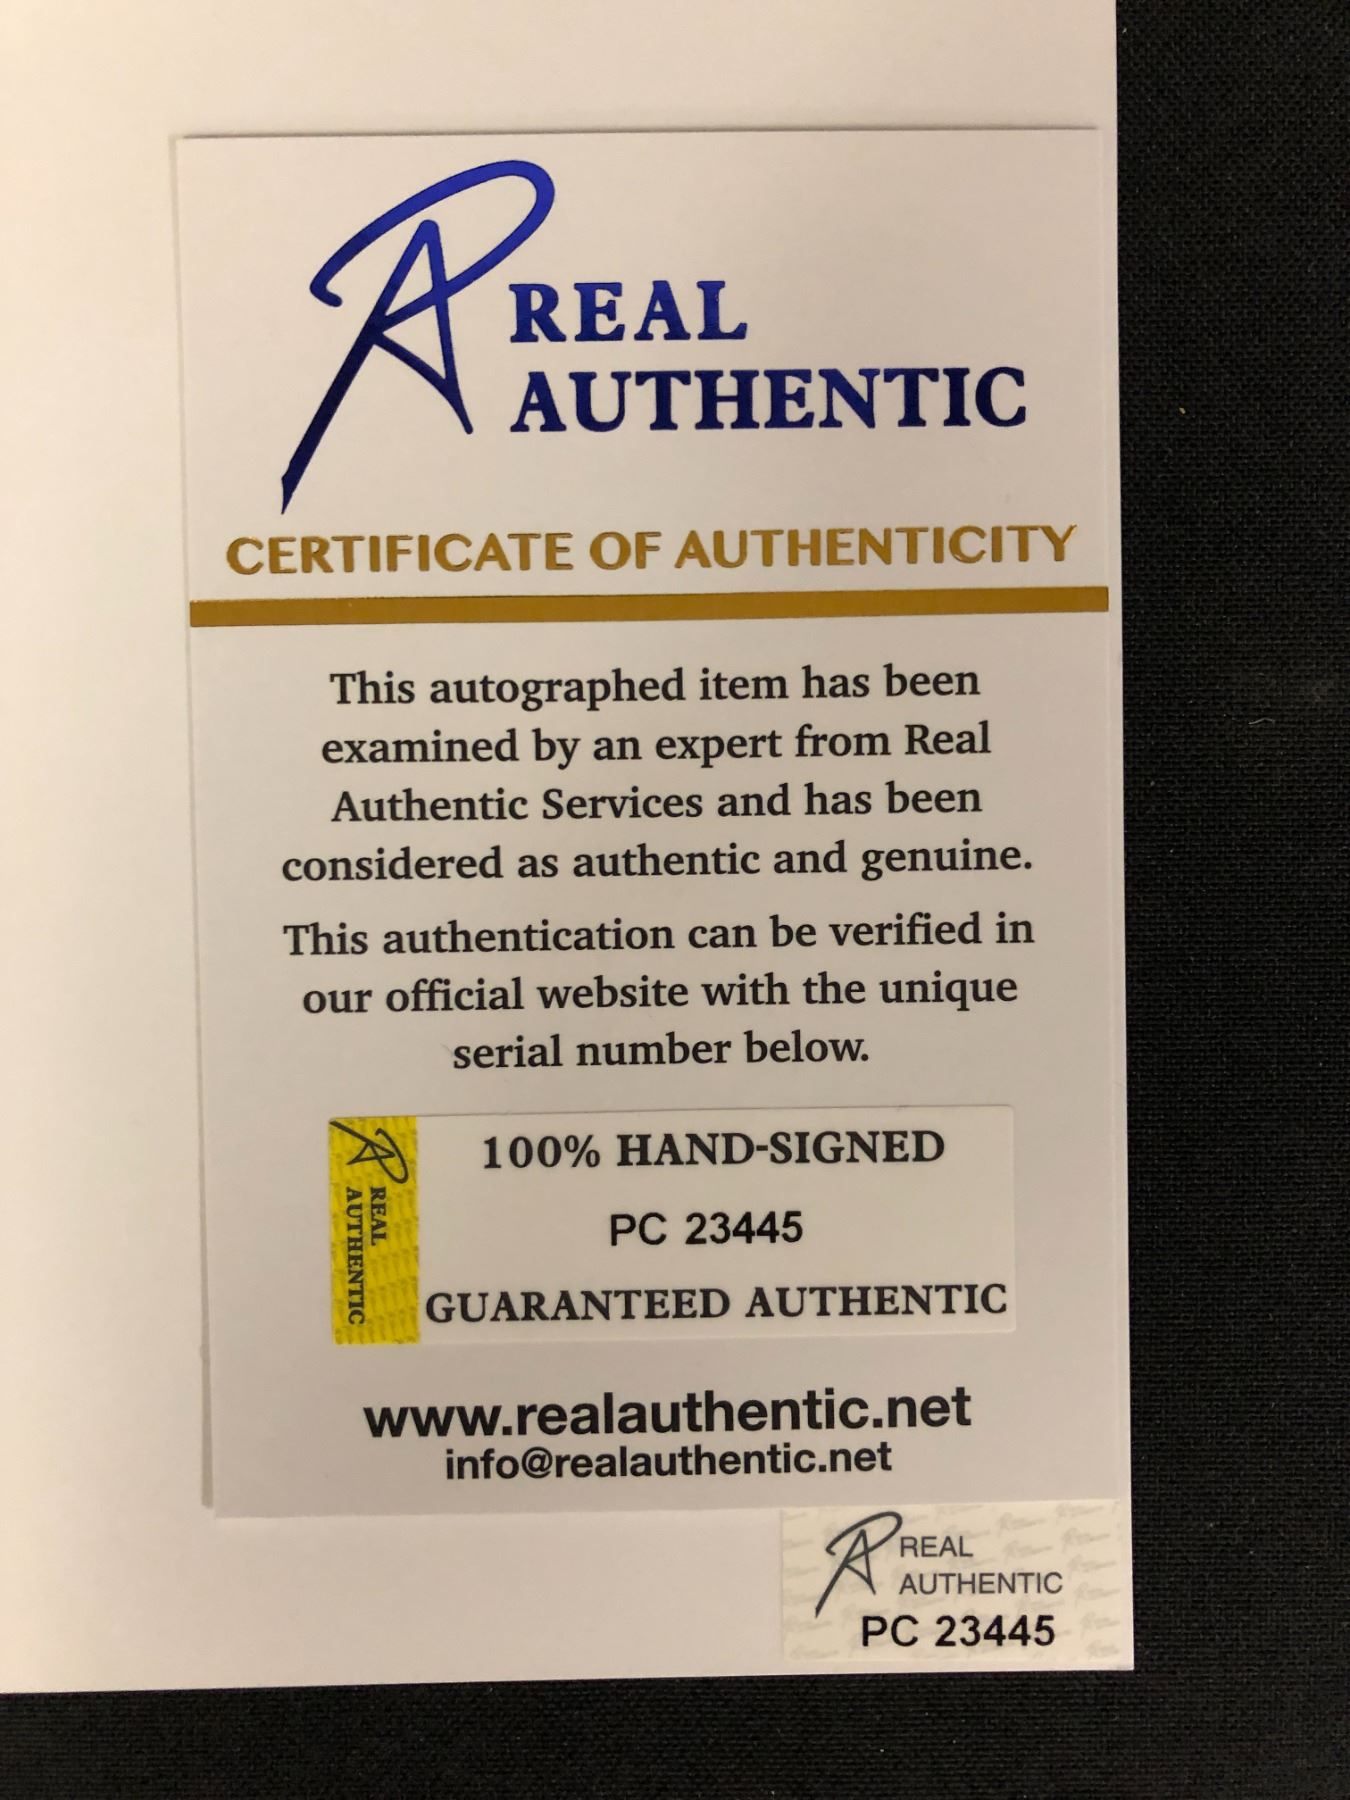 REAL
AUTHENTIC
CERTIFICATE OF AUTHENTICITY
This autographed item has been
examined by an expert from Real
Authentic Services and has been
considered as authentic and genuine.
This authentication can be verified in
our official website with the unique
serial number below.
REAL
AUTHENTIC
100% HAND-SIGNED
PC 23445
GUARANTEED AUTHENTIC
www.realauthentic.net
info@realauthentic.net
REAL
AUTHENTIC
PC 23445